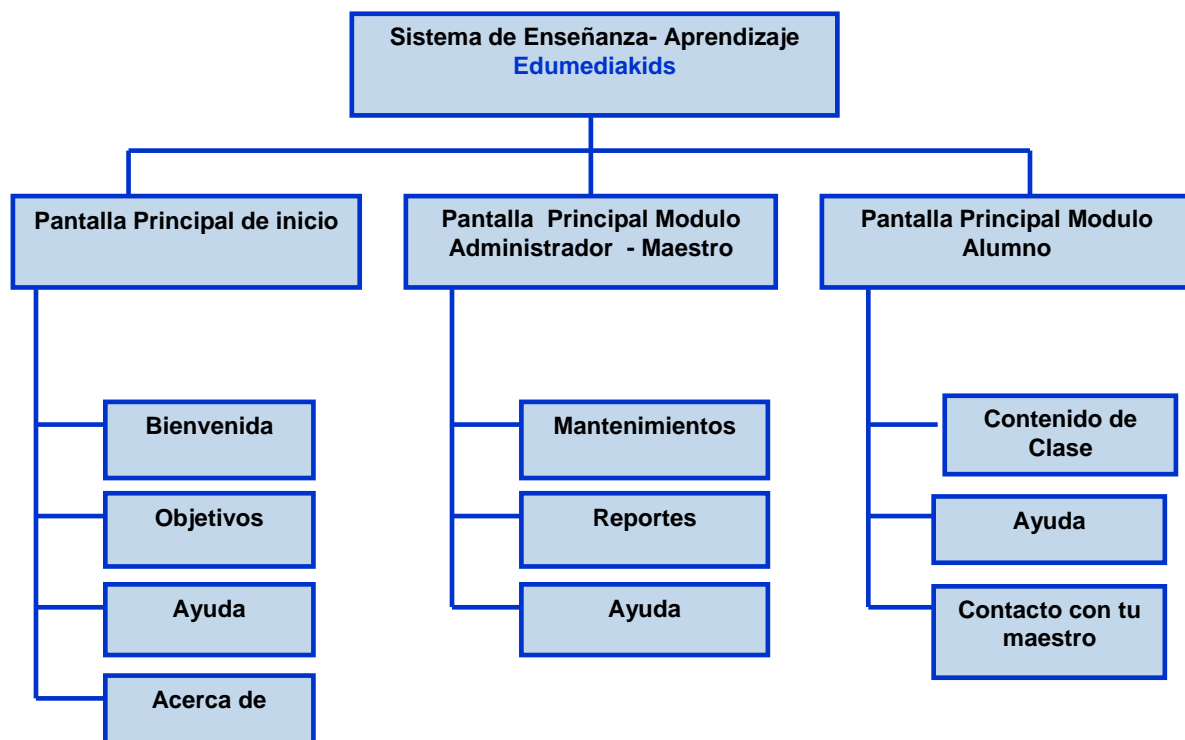 Sistema de Enseñanza- Aprendizaje
Edumediakids
Pantalla Principal de inicio
Pantalla Principal Modulo
Administrador - Maestro
Pantalla Principal Modulo
Alumno
Bienvenida
Objetivos
Ayuda
Acerca de
Mantenimientos
Reportes
Ayuda
Contenido de
Clase
Ayuda
Contacto con tu
maestro